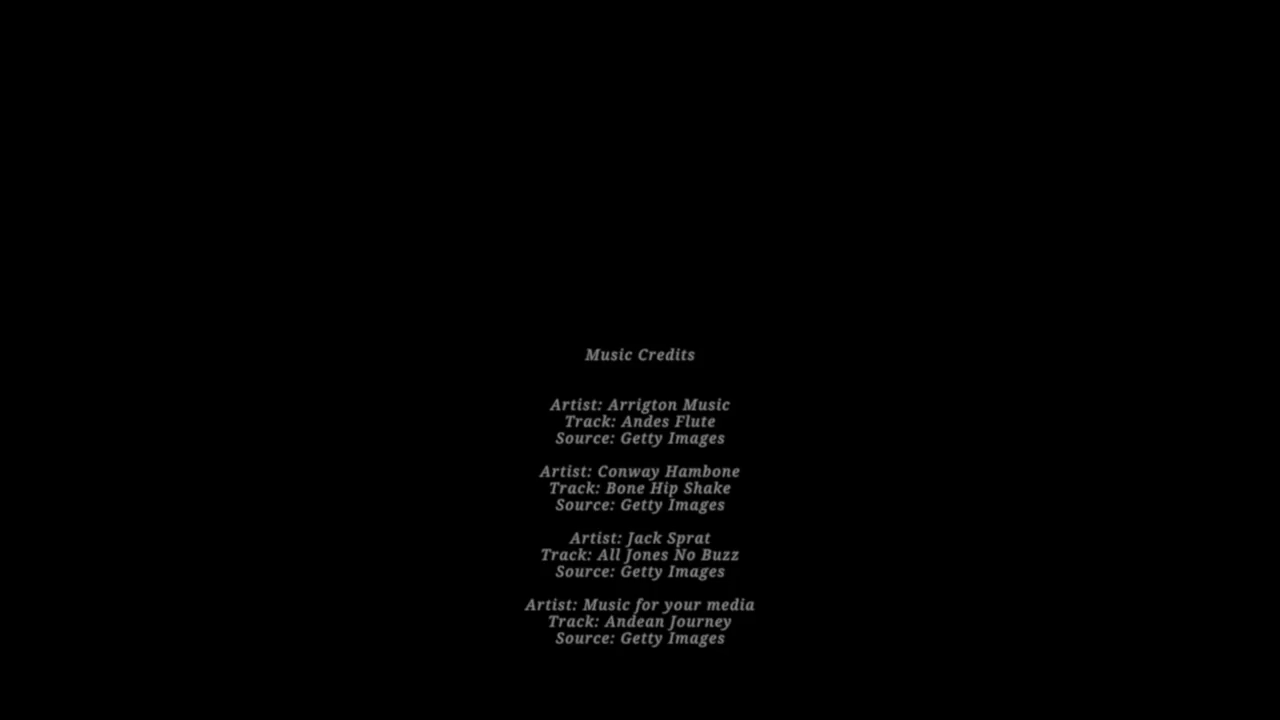 Music Credits
Artist: Arrigton Music
Track: Andes Flute
Source: Getty Images
Artist: Conway Hambone
Track: Bone Hip Shake
Source: Getty Images
Artist: Jack Sprat
Track: All Jones No Buzz
Source: Getty Images
Artist: Music for your media
Track: Andean Journey
Source: Getty Images